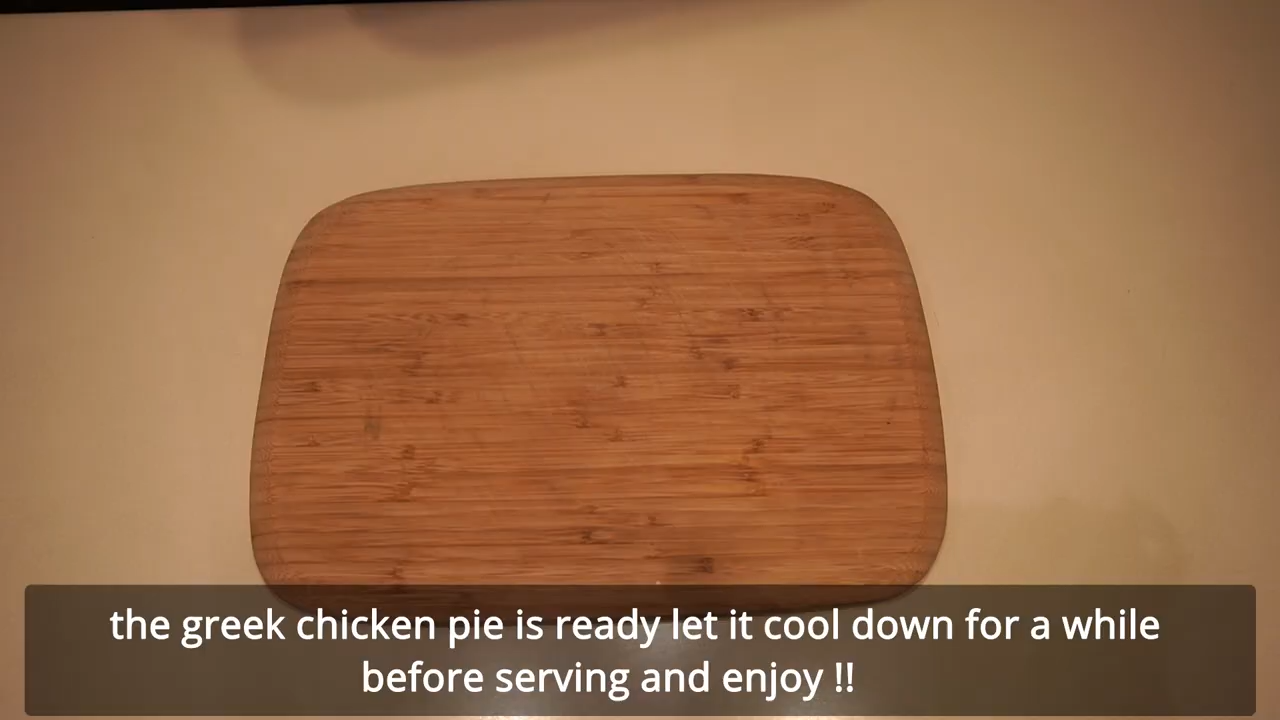 the greek chicken pie is ready let it cool down for a while
before serving and enjoy !!